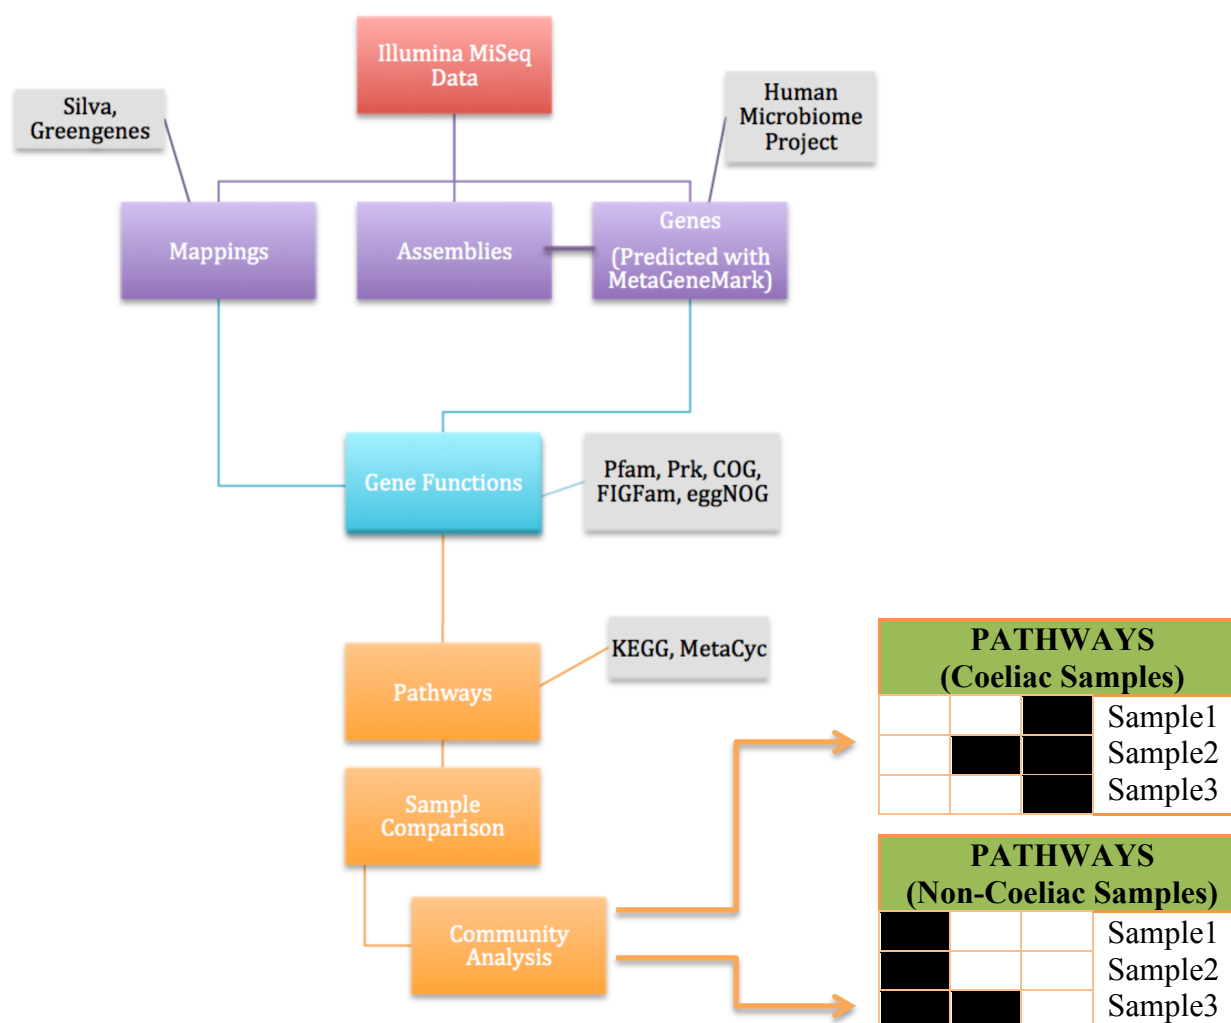 Illumina MiSeq
Data
Silva,
Greengenes
Human
Microbiome
Project
Mappings
Assemblies
Genes
(Predicted with
MetaGeneMark)
Gene Functions
Pfam, Prk, COG,
FIGFam, eggNOG
Pathways
KEGG, MetaCyc
Sample
Comparison
Community
Analysis
PATHWAYS
(Coeliac Samples)
Sample1
Sample2
Sample3
PATHWAYS
(Non-Coeliac Samples)
Sample1
Sample2
Sample3